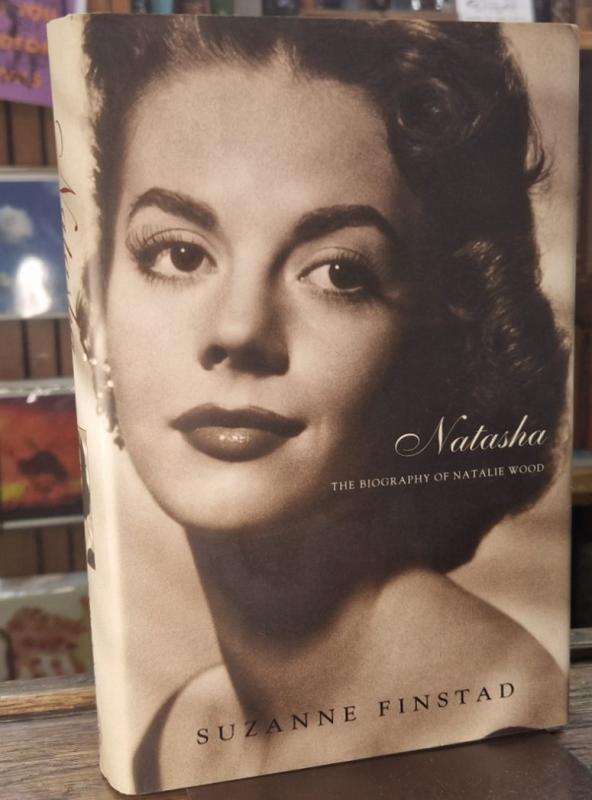 Natasha
THE BIOGRAPHY OF NATALIE WOOD
SUZANNE FINSTAD